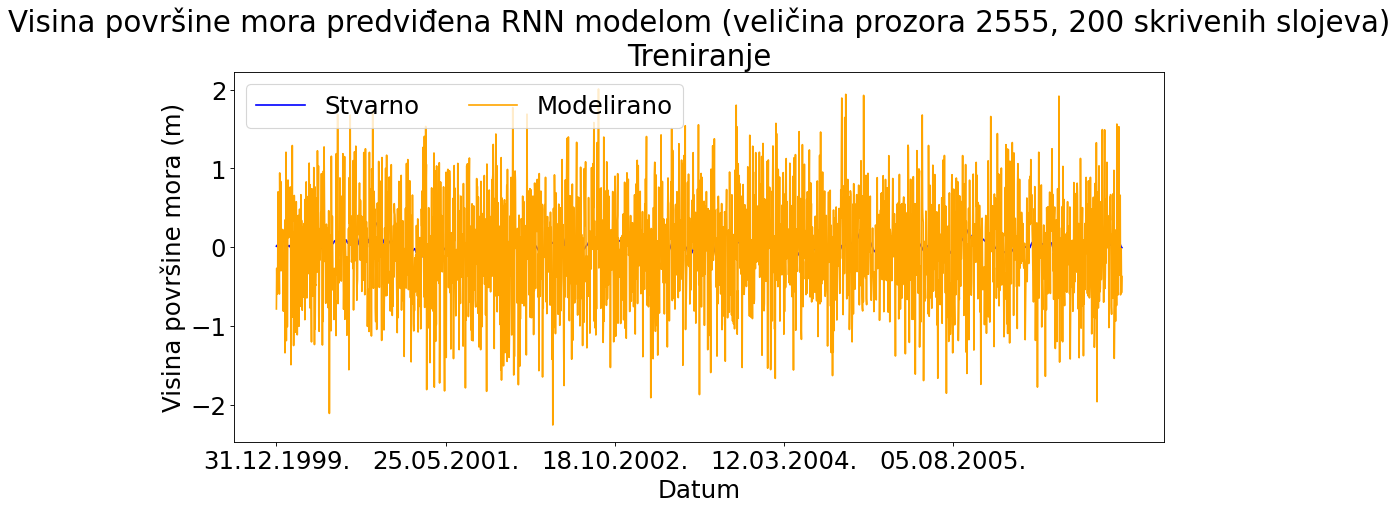 Visina površine mora predviđena RNN modelom (veličina prozora 2555, 200 skrivenih slojeva)
Treniranje
Stvarno
Modelirano
Visina površine mora (m)
2
1
0
−1
−2
31.12.1999.
25.05.2001.
18.10.2002.
12.03.2004.
05.08.2005.
Datum